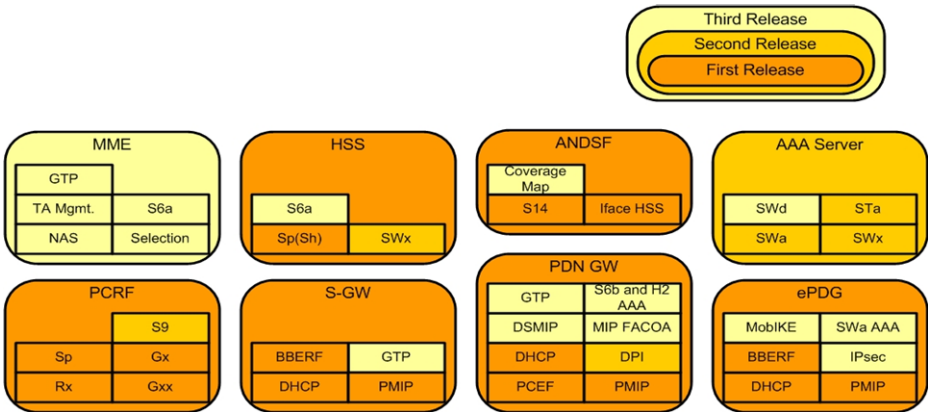 Third Release
Second Release
First Release
MME
GTP
TA Mgmt.
S6a
NAS
Selection
HSS
S6a
Sp(Sh)
SWx
ANDSF
Coverage
Map
S14
Iface HSS
AAA Server
SWd
STa
SWa
SWx
PCRF
S9
Sp
Gx
Rx
Gxx
S-GW
BBERF
GTP
DHCP
PMIP
PDN GW
GTP
S6b and H2
AAA
DSMIP
MIP FACOA
DHCP
DPI
PCEF
PMIP
ePDG
MobIKE
SWa AAA
BBERF
IPsec
DHCP
PMIP